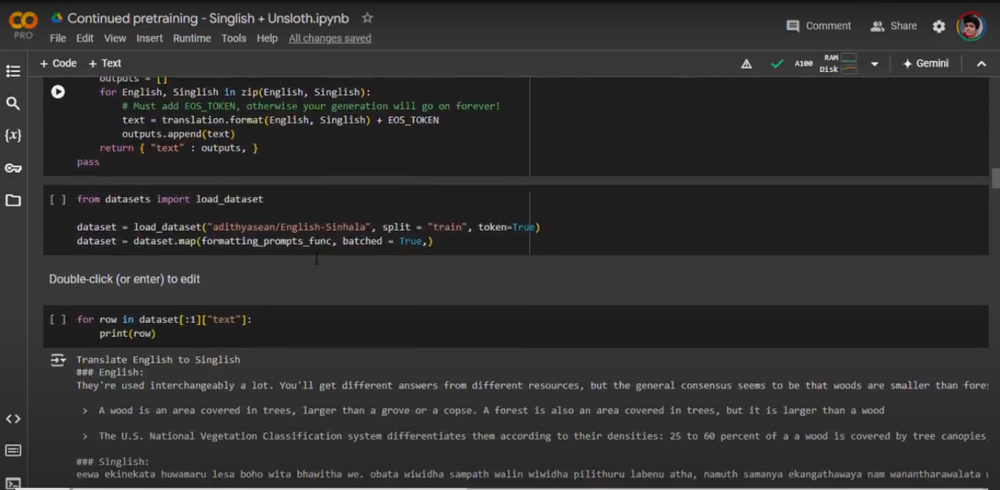 CO Continued pretraining - Singlish + Unsloth.ipynb
PRO
File Edit View Insert Runtime Tools Help All changes saved
Comment Share
+ Code + Text
A100 RAM Disk Gemini
outputs = []
for English, Singlish in zip(English, Singlish):
# Must add EOS_TOKEN, otherwise your generation will go on forever!
text = translation.format(English, Singlish) + EOS_TOKEN
outputs.append(text)
return { "text" : outputs, }
pass
{x}
[ ] from datasets import load_dataset
dataset = load_dataset("adithyasean/English-Sinhala", split = "train", token=True)
dataset = dataset.map(formatting_prompts_func, batched = True,)
Double-click (or enter) to edit
[ ] for row in dataset[:1]["text"]:
print(row)
Translate English to Singlish
### English:
They're used interchangeably a lot. You'll get different answers from different resources, but the general consensus seems to be that woods are smaller than fores
> A wood is an area covered in trees, larger than a grove or a copse. A forest is also an area covered in trees, but it is larger than a wood
> The U.S. National Vegetation Classification system differentiates them according to their densities: 25 to 60 percent of a a wood is covered by tree canopies,
### Singlish:
eewa ekinekata huwamaru lesa boho wita bhawitha we. obata wiwidha sampath walin wiwidha pilithuru labenu atha, namuth samanya ekangathawaya nam wanantharawalata